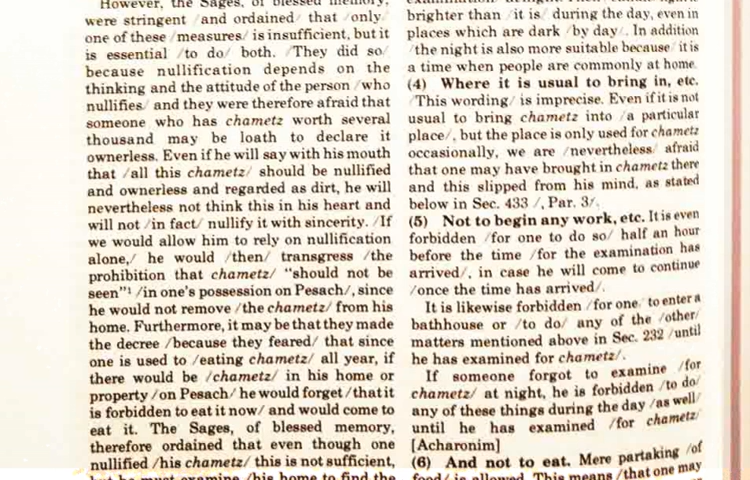 However, the Sages, of blessed memory,
were stringent /and ordained/ that /only/
one of these /measures/ is insufficient, but it
is essential /to do/ both. /They did so/
because nullification depends on the
thinking and the attitude of the person /who
nullifies/ and they were therefore afraid that
someone who has chametz worth several
thousand may be loath to declare it
ownerless. Even if he will say with his mouth
that /all this chametz/ should be nullified
and ownerless and regarded as dirt, he will
nevertheless not think this in his heart and
will not /in fact/ nullify it with sincerity. /If
we would allow him to rely on nullification
alone,/ he would /then/ transgress /the
prohibition that chametz/ "should not be
seen"¹ /in one's possession on Pesach/, since
he would not remove /the chametz/ from his
home. Furthermore, it may be that they made
the decree /because they feared/ that since
one is used to /eating chametz/ all year, if
there would be /chametz/ in his home or
property /on Pesach/ he would forget /that it
is forbidden to eat it now/ and would come to
eat it. The Sages, of blessed memory,
therefore ordained that even though one
nullified /his chametz/ this is not sufficient,
but he must examine /his home to find the
brighter than /it is/ during the day, even in
places which are dark /by day/. In addition
/the night is also more suitable because/ it is
a time when people are commonly at home.
(4) Where it is usual to bring in, etc.
/This wording/ is imprecise. Even if it is not
usual to bring chametz into /a particular
place/, but the place is only used for chametz
occasionally, we are /nevertheless/ afraid
that one may have brought in chametz there
and this slipped from his mind, as stated
below in Sec. 433 /, Par. 3/.
(5) Not to begin any work, etc. It is even
forbidden /for one to do so/ half an hour
before the time /for the examination has
arrived/, in case he will come to continue
/once the time has arrived/.
It is likewise forbidden /for one/ to enter a
bathhouse or /to do/ any of the /other/
matters mentioned above in Sec. 232 /until
he has examined for chametz/.
If someone forgot to examine /for
chametz/ at night, he is forbidden /to do/
any of these things during the day /as well/
until he has examined /for chametz/
[Acharonim]
(6) And not to eat. Mere partaking /of
food/ is allowed. This means /that one may